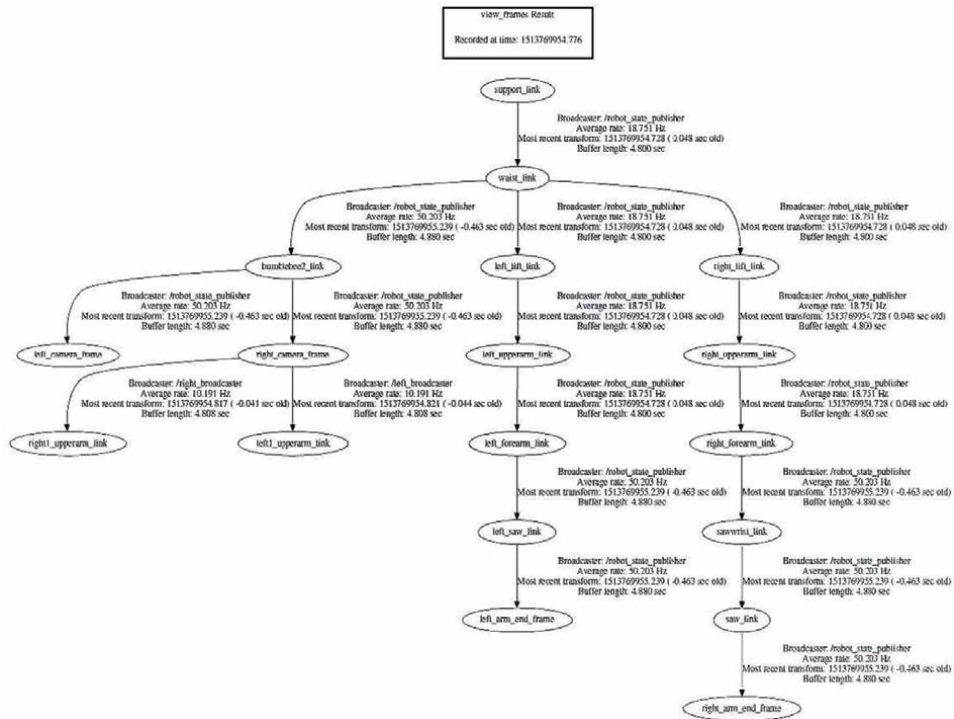 view_frames Result
Recorded at time: 1513769954.776
support_link
Broadcaster: /robot_state_publisher
Average rate: 18.751 Hz
Most recent transform: 1513769954.728 ( 0.048 sec old)
Buffer length: 4.800 sec
waist_link
Broadcaster: /robot_state_publisher
Average rate: 50.203 Hz
Most recent transform: 1513769955.239 ( -0.463 sec old)
Buffer length: 4.880 sec
Broadcaster: /robot_state_publisher
Average rate: 18.751 Hz
Most recent transform: 1513769954.728 ( 0.048 sec old)
Buffer length: 4.800 sec
Broadcaster: /robot_state_publisher
Average rate: 18.751 Hz
Most recent transform: 1513769954.728 ( 0.048 sec old)
Buffer length: 4.800 sec
bumblebee2_link
left_lift_link
right_lift_link
Broadcaster: /robot_state_publisher
Average rate: 50.203 Hz
Most recent transform: 1513769955.239 ( -0.463 sec old)
Buffer length: 4.880 sec
Broadcaster: /robot_state_publisher
Average rate: 50.203 Hz
Most recent transform: 1513769955.239 ( -0.463 sec old)
Buffer length: 4.880 sec
Broadcaster: /robot_state_publisher
Average rate: 18.751 Hz
Most recent transform: 1513769954.728 ( 0.048 sec old)
Buffer length: 4.800 sec
Broadcaster: /robot_state_publisher
Average rate: 18.751 Hz
Most recent transform: 1513769954.728 ( 0.048 sec old)
Buffer length: 4.800 sec
left_camera_frame
right_camera_frame
left_upperarm_link
right_upperarm_link
Broadcaster: /right_broadcaster
Average rate: 10.191 Hz
Most recent transform: 1513769954.817 ( -0.041 sec old)
Buffer length: 4.808 sec
Broadcaster: /left_broadcaster
Average rate: 10.191 Hz
Most recent transform: 1513769954.821 ( -0.044 sec old)
Buffer length: 4.808 sec
Broadcaster: /robot_state_publisher
Average rate: 18.751 Hz
Most recent transform: 1513769954.728 ( 0.048 sec old)
Buffer length: 4.800 sec
Broadcaster: /robot_state_publisher
Average rate: 18.751 Hz
Most recent transform: 1513769954.728 ( 0.048 sec old)
Buffer length: 4.800 sec
right1_upperarm_link
left1_upperarm_link
left_forearm_link
right_forearm_link
Broadcaster: /robot_state_publisher
Average rate: 50.203 Hz
Most recent transform: 1513769955.239 ( -0.463 sec old)
Buffer length: 4.880 sec
Broadcaster: /robot_state_publisher
Average rate: 50.203 Hz
Most recent transform: 1513769955.239 ( -0.463 sec old)
Buffer length: 4.880 sec
left_saw_link
sawwrist_link
Broadcaster: /robot_state_publisher
Average rate: 50.203 Hz
Most recent transform: 1513769955.239 ( -0.463 sec old)
Buffer length: 4.880 sec
Broadcaster: /robot_state_publisher
Average rate: 50.203 Hz
Most recent transform: 1513769955.239 ( -0.463 sec old)
Buffer length: 4.880 sec
left_arm_end_frame
saw_link
Broadcaster: /robot_state_publisher
Average rate: 50.203 Hz
Most recent transform: 1513769955.239 ( -0.463 sec old)
Buffer length: 4.880 sec
right_arm_end_frame